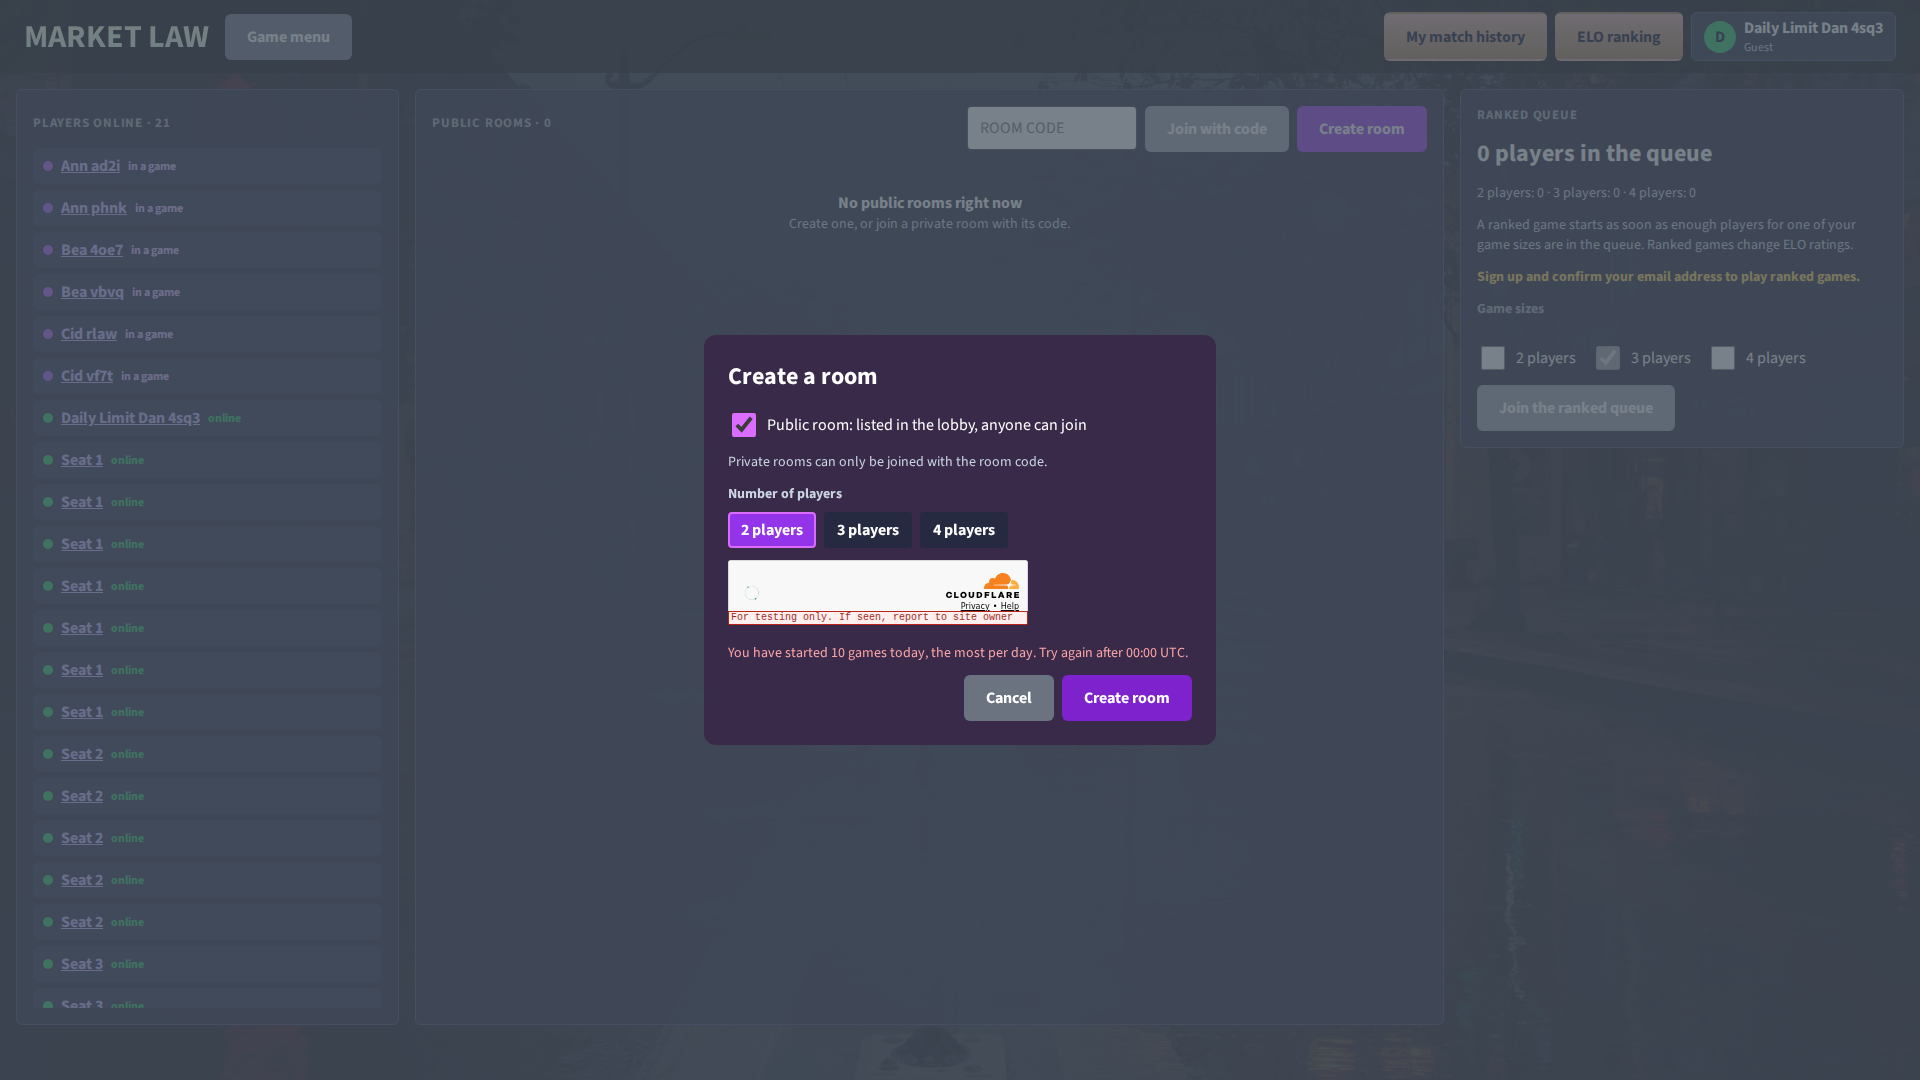 MARKET LAW
Game menu
My match history
ELO ranking
D
Daily Limit Dan 4sq3
Guest
PLAYERS ONLINE · 21
Ann ad2i in a game
Ann phnk in a game
Bea 4oe7 in a game
Bea vbvq in a game
Cid rlaw in a game
Cid vf7t in a game
Daily Limit Dan 4sq3 online
Seat 1 online
Seat 1 online
Seat 1 online
Seat 1 online
Seat 1 online
Seat 1 online
Seat 1 online
Seat 2 online
Seat 2 online
Seat 2 online
Seat 2 online
Seat 2 online
Seat 3 online
Seat 3 online
PUBLIC ROOMS · 0
ROOM CODE
Join with code
Create room
No public rooms right now
Create one, or join a private room with its code.
RANKED QUEUE
0 players in the queue
2 players: 0 · 3 players: 0 · 4 players: 0
A ranked game starts as soon as enough players for one of your
game sizes are in the queue. Ranked games change ELO ratings.
Sign up and confirm your email address to play ranked games.
Game sizes
2 players
3 players
4 players
Join the ranked queue
Create a room
Public room: listed in the lobby, anyone can join
Private rooms can only be joined with the room code.
Number of players
2 players
3 players
4 players
CLOUDFLARE
Privacy • Help
For testing only. If seen, report to site owner
You have started 10 games today, the most per day. Try again after 00:00 UTC.
Cancel
Create room